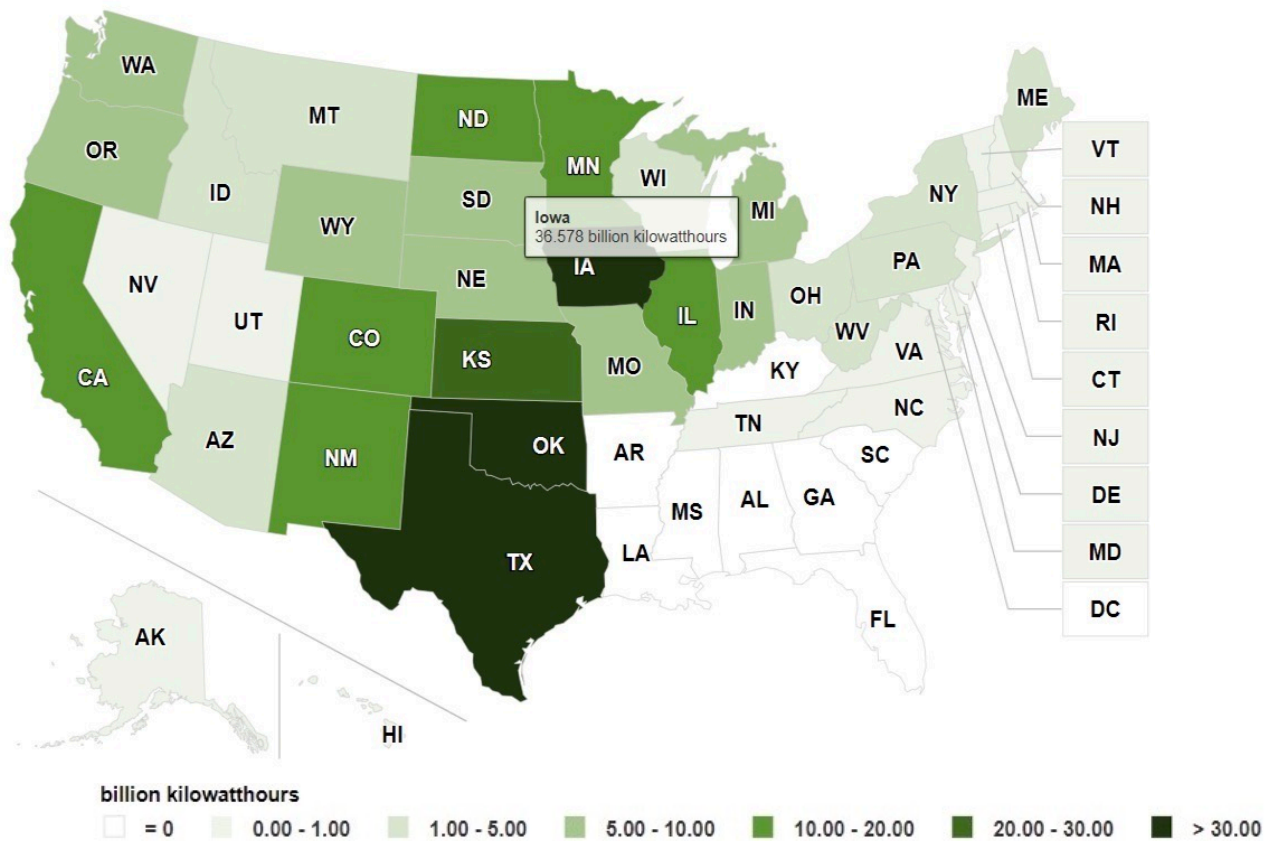 WA
MT
ND
ME
OR
ID
MN
VT
WI
SD
NY
NH
WY
MI
Iowa
36.578 billion kilowatthours
MA
PA
NV
NE
IA
OH
RI
UT
IL
IN
WV
CO
VA
KS
MO
KY
CA
CT
NC
TN
AZ
NM
OK
AR
SC
NJ
MS
AL
GA
DE
LA
MD
TX
DC
FL
AK
HI
billion kilowatthours
= 0 0.00 - 1.00 1.00 - 5.00 5.00 - 10.00 10.00 - 20.00 20.00 - 30.00 > 30.00